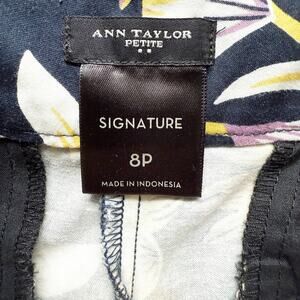 ANN TAYLOR
PETITE
SIGNATURE
8P
MADE IN INDONESIA